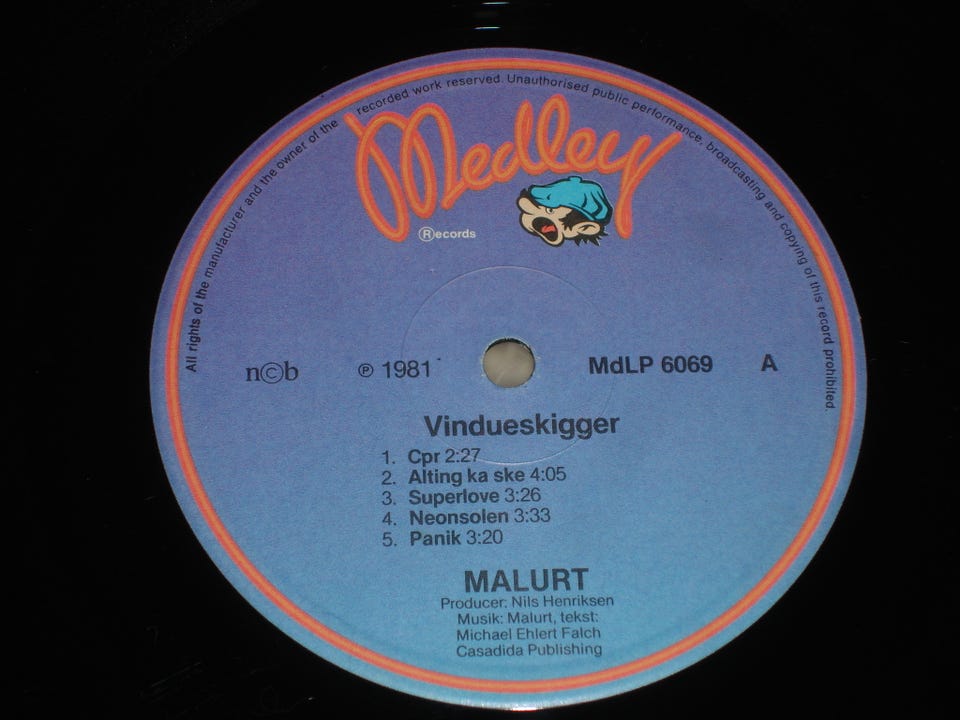 All rights of the manufacturer and the owner of the recorded work reserved. Unauthorised public performance, broadcasting and copying of this record prohibited.
Medley
Ⓡecords
n©b ℗ 1981 MdLP 6069 A
Vindueskigger
1. Cpr 2:27
2. Alting ka ske 4:05
3. Superlove 3:26
4. Neonsolen 3:33
5. Panik 3:20
MALURT
Producer: Nils Henriksen
Musik: Malurt, tekst:
Michael Ehlert Falch
Casadida Publishing